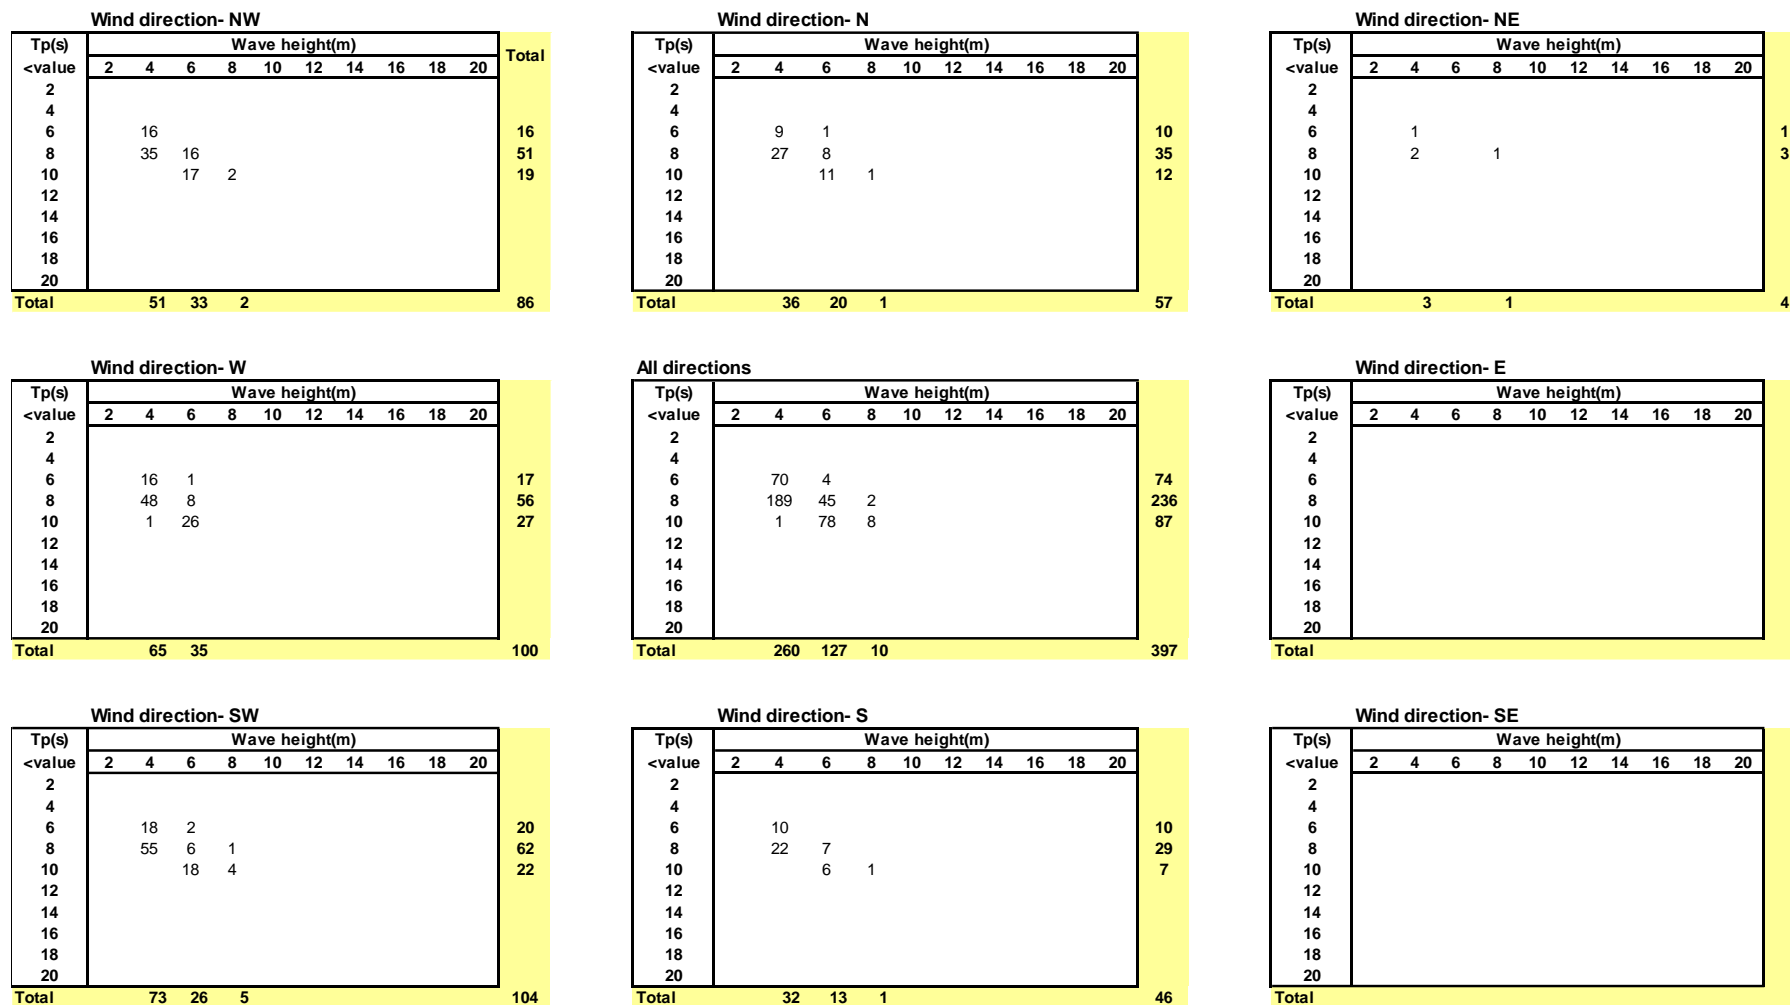 Wind direction- NW Wind direction- N Wind direction- NE
Tp(s) Wave height(m) Total Tp(s) Wave height(m) Tp(s) Wave height(m)
<value 2 4 6 8 10 12 14 16 18 20 <value 2 4 6 8 10 12 14 16 18 20 <value 2 4 6 8 10 12 14 16 18 20
2 2 2
4 4 4
6 16 16 6 9 1 10 6 1 1
8 35 16 51 8 27 8 35 8 2 1 3
10 17 2 19 10 11 1 12 10
12 12 12
14 14 14
16 16 16
18 18 18
20 20 20
Total 51 33 2 86 Total 36 20 1 57 Total 3 1 4
Wind direction- W All directions Wind direction- E
Tp(s) Wave height(m) Tp(s) Wave height(m) Tp(s) Wave height(m)
<value 2 4 6 8 10 12 14 16 18 20 <value 2 4 6 8 10 12 14 16 18 20 <value 2 4 6 8 10 12 14 16 18 20
2 2 2
4 4 4
6 16 1 17 6 70 4 74 6
8 48 8 56 8 189 45 2 236 8
10 1 26 27 10 1 78 8 87 10
12 12 12
14 14 14
16 16 16
18 18 18
20 20 20
Total 65 35 100 Total 260 127 10 397 Total
Wind direction- SW Wind direction- S Wind direction- SE
Tp(s) Wave height(m) Tp(s) Wave height(m) Tp(s) Wave height(m)
<value 2 4 6 8 10 12 14 16 18 20 <value 2 4 6 8 10 12 14 16 18 20 <value 2 4 6 8 10 12 14 16 18 20
2 2 2
4 4 4
6 18 2 20 6 10 10 6
8 55 6 1 62 8 22 7 29 8
10 18 4 22 10 6 1 7 10
12 12 12
14 14 14
16 16 16
18 18 18
20 20 20
Total 73 26 5 104 Total 32 13 1 46 Total